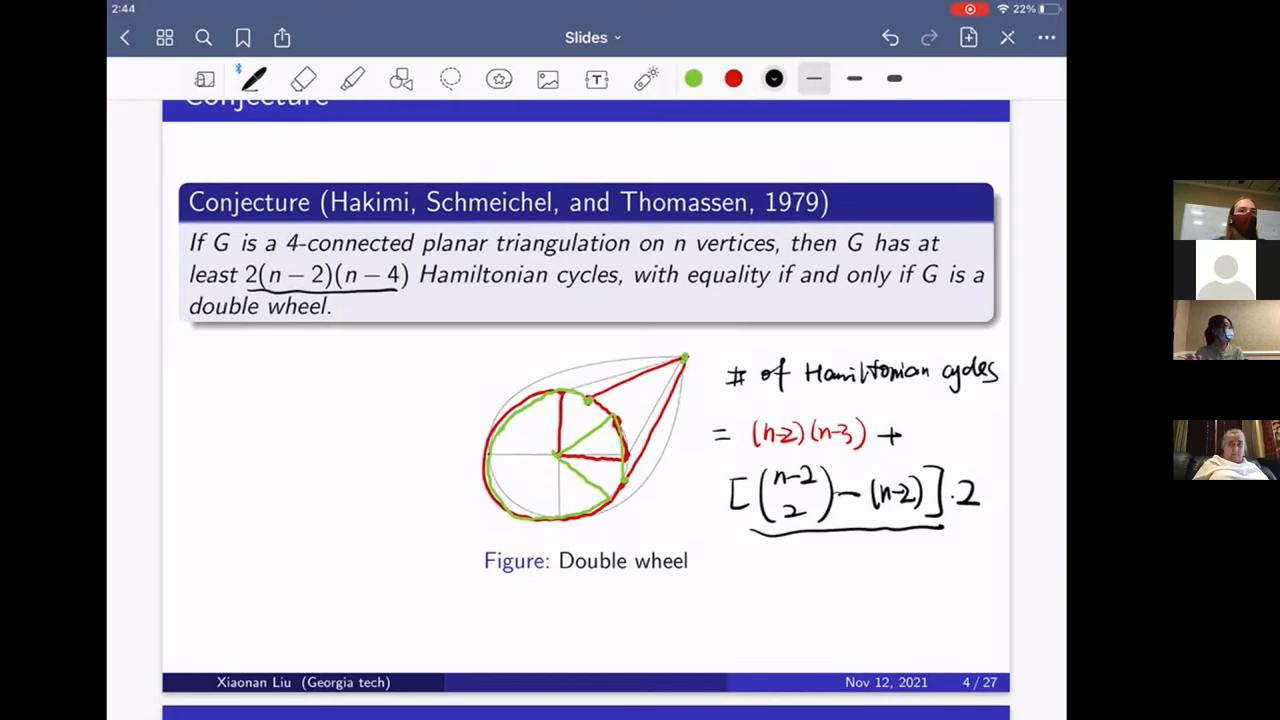 2:44
22%
Slides
Conjecture
Conjecture (Hakimi, Schmeichel, and Thomassen, 1979)
If G is a 4-connected planar triangulation on n vertices, then G has at
least 2(n − 2)(n − 4) Hamiltonian cycles, with equality if and only if G is a
double wheel.
# of Hamiltonian cycles
= (n-2)(n-3) +
[(n-2 2) - (n-2)] · 2
Figure: Double wheel
Xiaonan Liu (Georgia tech)
Nov 12, 2021
4 / 27